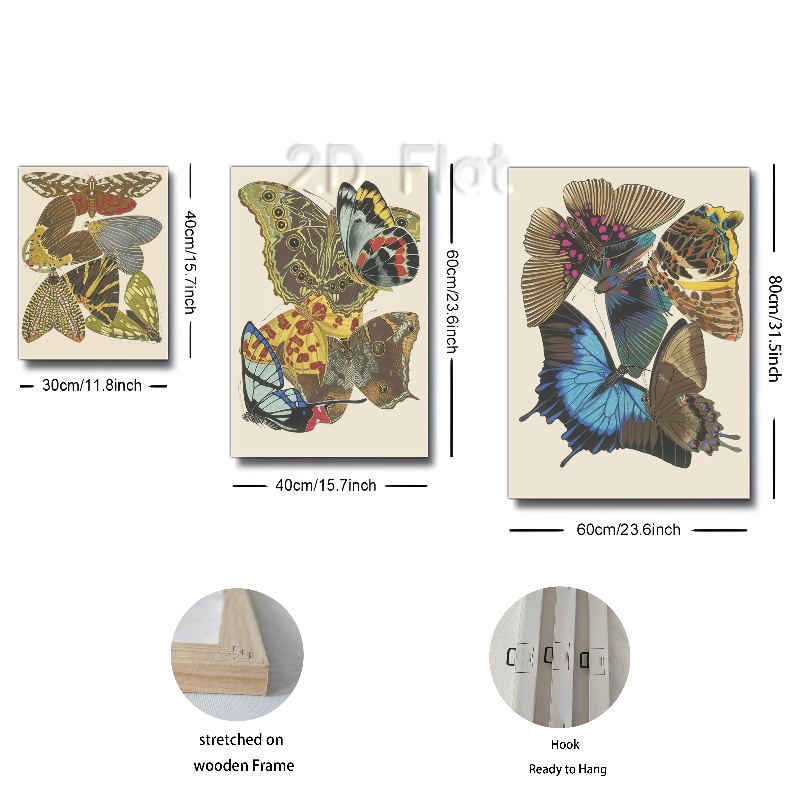 2D Flat
40cm/15.7inch
30cm/11.8inch
60cm/23.6inch
40cm/15.7inch
80cm/31.5inch
60cm/23.6inch
stretched on
wooden Frame
Hook
Ready to Hang